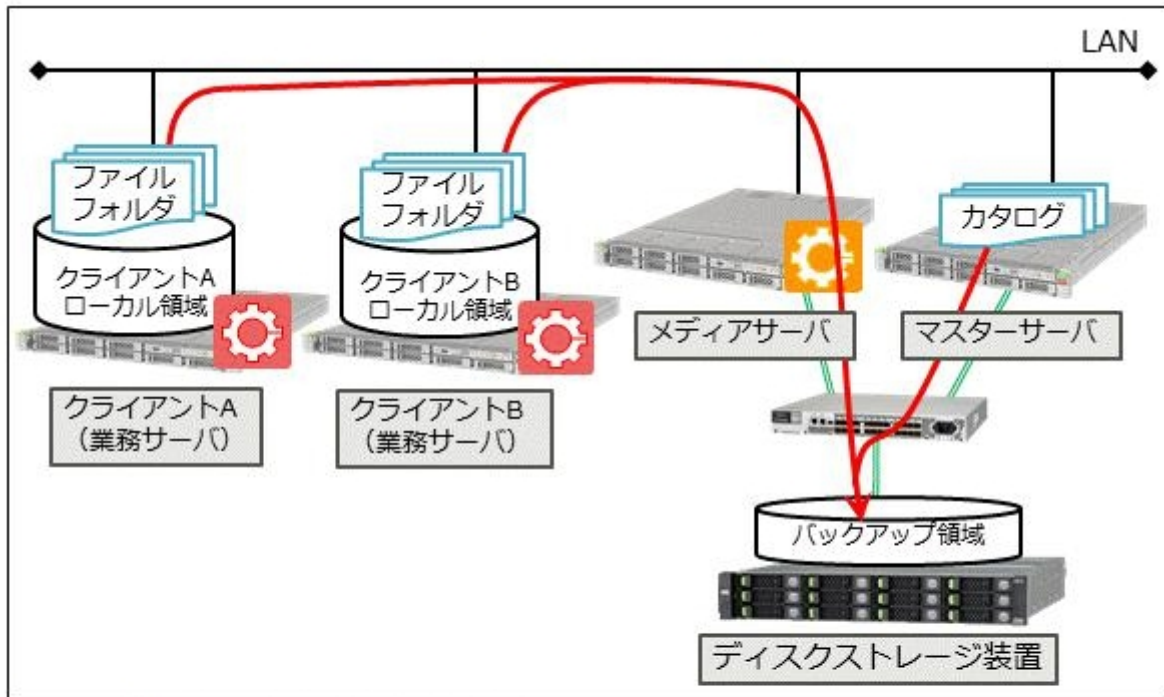 LAN
ファイル
フォルダ
クライアントA
ローカル領域
クライアントA
（業務サーバ）
ファイル
フォルダ
クライアントB
ローカル領域
クライアントB
（業務サーバ）
メディアサーバ
カタログ
マスターサーバ
バックアップ領域
ディスクストレージ装置